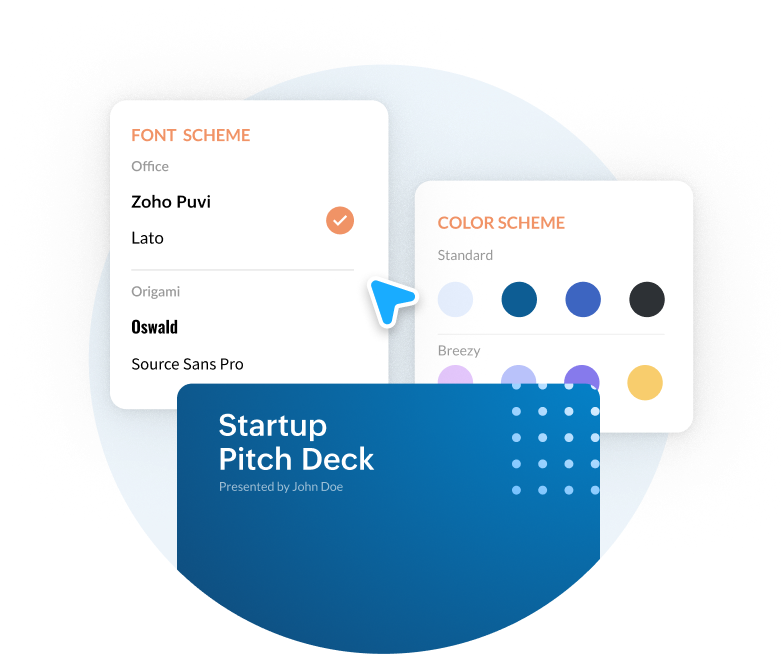 FONT SCHEME
Office
Zoho Puvi
Lato
Origami
Oswald
Source Sans Pro
COLOR SCHEME
Standard
Breezy
Startup
Pitch Deck
Presented by John Doe